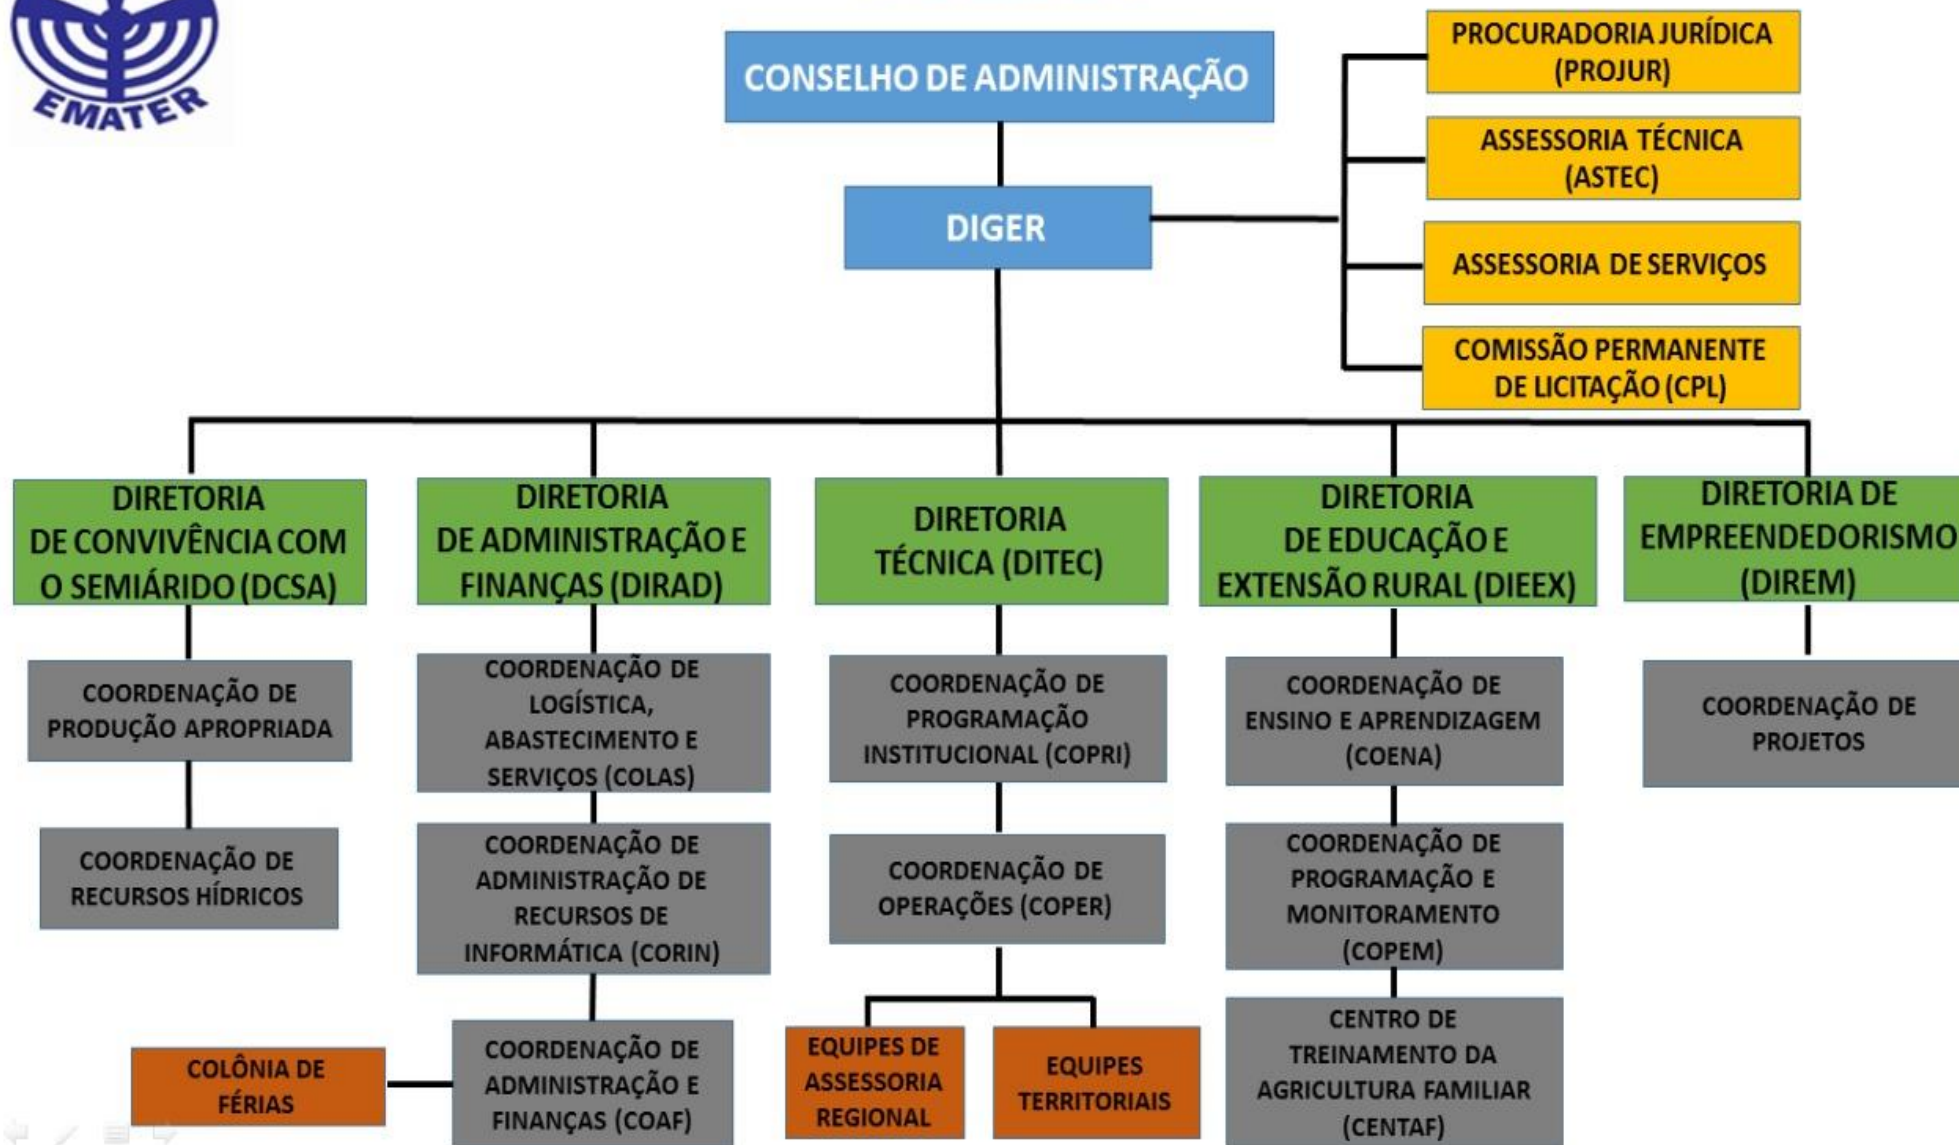 EMATER
CONSELHO DE ADMINISTRAÇÃO
DIGER
PROCURADORIA JURÍDICA
(PROJUR)
ASSESSORIA TÉCNICA
(ASTEC)
ASSESSORIA DE SERVIÇOS
COMISSÃO PERMANENTE
DE LICITAÇÃO (CPL)
DIRETORIA
DE CONVIVÊNCIA COM
O SEMIÁRIDO (DCSA)
COORDENAÇÃO DE
PRODUÇÃO APROPRIADA
COORDENAÇÃO DE
RECURSOS HÍDRICOS
DIRETORIA
DE ADMINISTRAÇÃO E
FINANÇAS (DIRAD)
COORDENAÇÃO DE
LOGÍSTICA,
ABASTECIMENTO E
SERVIÇOS (COLAS)
COORDENAÇÃO DE
ADMINISTRAÇÃO DE
RECURSOS DE
INFORMÁTICA (CORIN)
COORDENAÇÃO DE
ADMINISTRAÇÃO E
FINANÇAS (COAF)
COLÔNIA DE
FÉRIAS
DIRETORIA
TÉCNICA (DITEC)
COORDENAÇÃO DE
PROGRAMAÇÃO
INSTITUCIONAL (COPRI)
COORDENAÇÃO DE
OPERAÇÕES (COPER)
EQUIPES DE
ASSESSORIA
REGIONAL
EQUIPES
TERRITORIAIS
DIRETORIA
DE EDUCAÇÃO E
EXTENSÃO RURAL (DIEEX)
COORDENAÇÃO DE
ENSINO E APRENDIZAGEM
(COENA)
COORDENAÇÃO DE
PROGRAMAÇÃO E
MONITORAMENTO
(COPEM)
CENTRO DE
TREINAMENTO DA
AGRICULTURA FAMILIAR
(CENTAF)
DIRETORIA DE
EMPREENDEDORISMO
(DIREM)
COORDENAÇÃO DE
PROJETOS